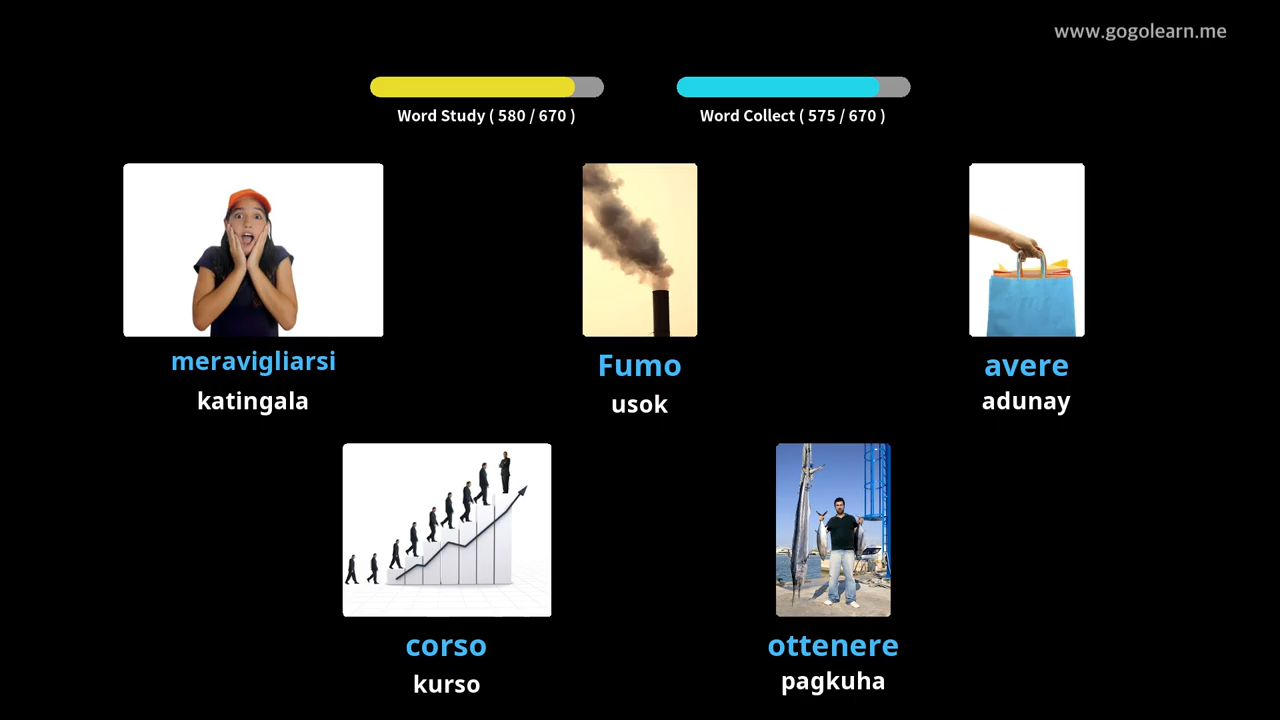 www.gogolearn.me
Word Study ( 580 / 670 )
Word Collect ( 575 / 670 )
meravigliarsi
katingala
Fumo
usok
avere
adunay
corso
kurso
ottenere
pagkuha